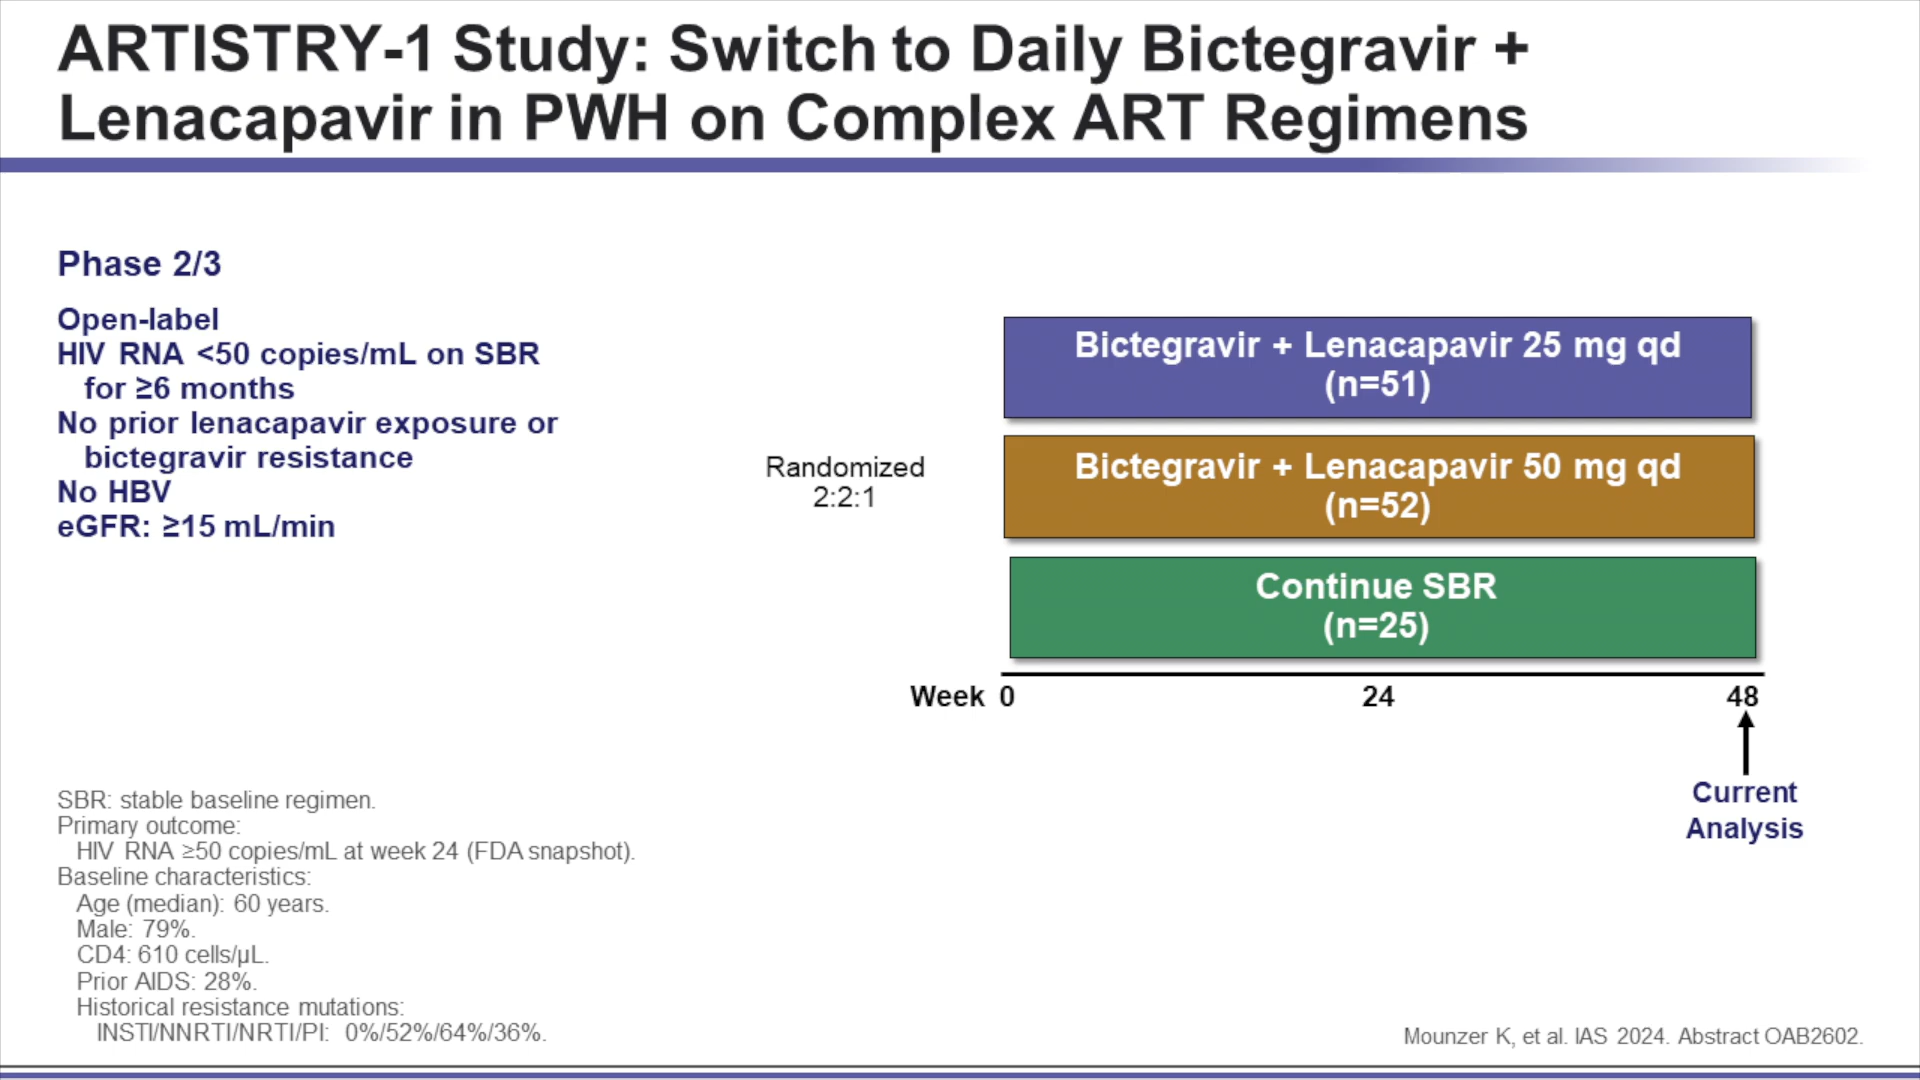 ARTISTRY-1 Study: Switch to Daily Bictegravir +
Lenacapavir in PWH on Complex ART Regimens
Phase 2/3
Open-label
HIV RNA <50 copies/mL on SBR
for ≥6 months
No prior lenacapavir exposure or
bictegravir resistance
No HBV
eGFR: ≥15 mL/min
Randomized
2:2:1
Bictegravir + Lenacapavir 25 mg qd
(n=51)
Bictegravir + Lenacapavir 50 mg qd
(n=52)
Continue SBR
(n=25)
Week 0 24 48
Current
Analysis
SBR: stable baseline regimen.
Primary outcome:
HIV RNA ≥50 copies/mL at week 24 (FDA snapshot).
Baseline characteristics:
Age (median): 60 years.
Male: 79%.
CD4: 610 cells/µL.
Prior AIDS: 28%.
Historical resistance mutations:
INSTI/NNRTI/NRTI/PI: 0%/52%/64%/36%.
Mounzer K, et al. IAS 2024. Abstract OAB2602.